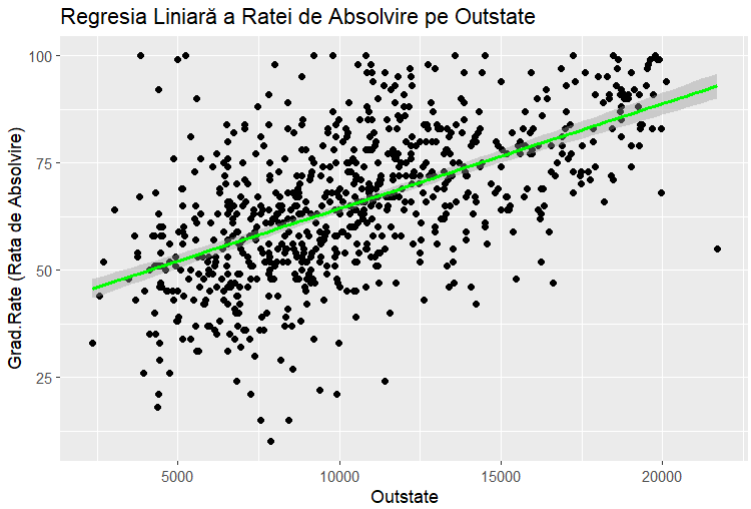 Regresia Liniară a Ratei de Absolvire pe Outstate
Grad.Rate (Rata de Absolvire)
100
75
50
25
5000
10000
15000
20000
Outstate